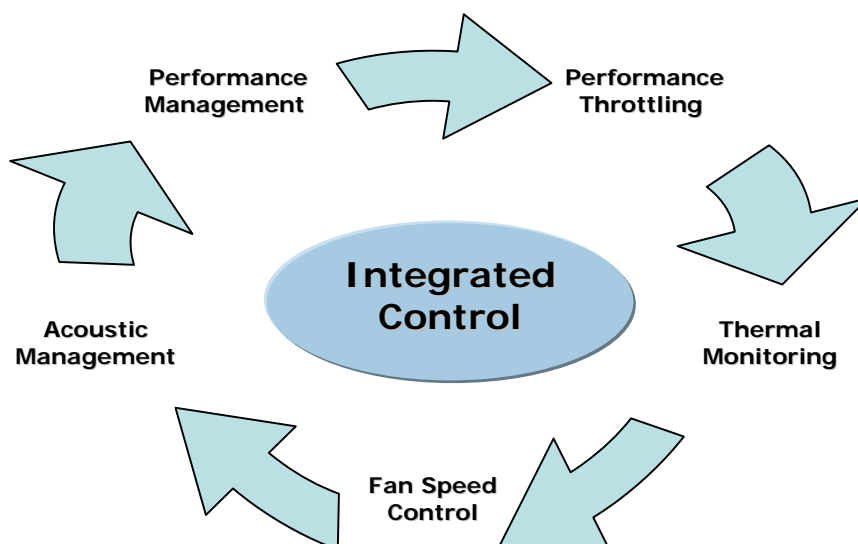 Performance
Management
Performance
Throttling
Integrated
Control
Acoustic
Management
Thermal
Monitoring
Fan Speed
Control